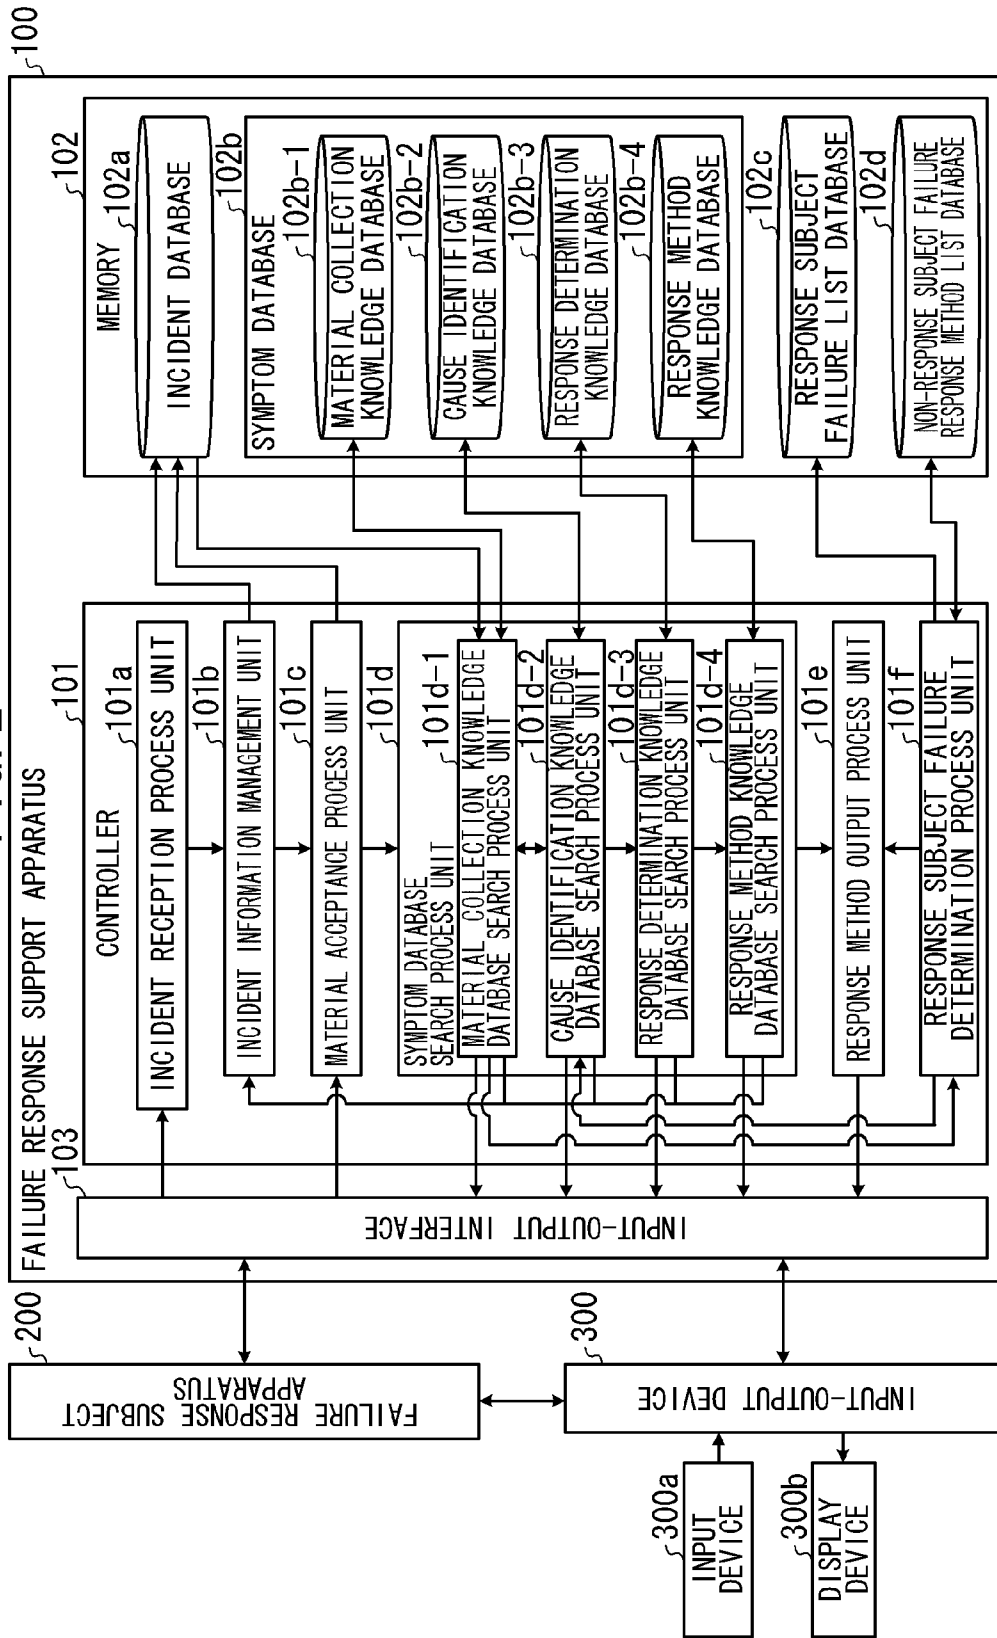 FAILURE RESPONSE SUPPORT APPARATUS
100
200
FAILURE RESPONSE SUBJECT
APPARATUS
300
INPUT-OUTPUT DEVICE
300a
INPUT
DEVICE
300b
DISPLAY
DEVICE
103
INPUT-OUTPUT INTERFACE
101
CONTROLLER
101a
INCIDENT RECEPTION PROCESS UNIT
101b
INCIDENT INFORMATION MANAGEMENT UNIT
101c
MATERIAL ACCEPTANCE PROCESS UNIT
101d
SYMPTOM DATABASE
SEARCH PROCESS UNIT
101d-1
MATERIAL COLLECTION KNOWLEDGE
DATABASE SEARCH PROCESS UNIT
101d-2
CAUSE IDENTIFICATION KNOWLEDGE
DATABASE SEARCH PROCESS UNIT
101d-3
RESPONSE DETERMINATION KNOWLEDGE
DATABASE SEARCH PROCESS UNIT
101d-4
RESPONSE METHOD KNOWLEDGE
DATABASE SEARCH PROCESS UNIT
101e
RESPONSE METHOD OUTPUT PROCESS UNIT
101f
RESPONSE SUBJECT FAILURE
DETERMINATION PROCESS UNIT
102
MEMORY
102a
INCIDENT DATABASE
102b
SYMPTOM DATABASE
102b-1
MATERIAL COLLECTION
KNOWLEDGE DATABASE
102b-2
CAUSE IDENTIFICATION
KNOWLEDGE DATABASE
102b-3
RESPONSE DETERMINATION
KNOWLEDGE DATABASE
102b-4
RESPONSE METHOD
KNOWLEDGE DATABASE
102c
RESPONSE SUBJECT
FAILURE LIST DATABASE
102d
NON-RESPONSE SUBJECT FAILURE
RESPONSE METHOD LIST DATABASE